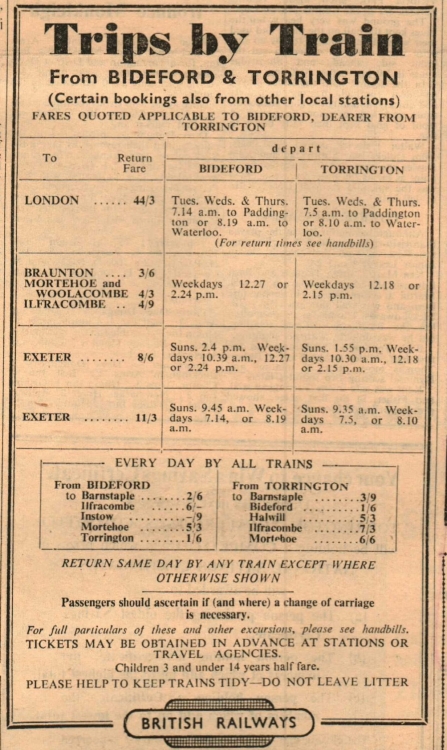 Trips by Train
From BIDEFORD & TORRINGTON
(Certain bookings also from other local stations)
FARES QUOTED APPLICABLE TO BIDEFORD, DEARER FROM
TORRINGTON
To
Return
Fare
depart
BIDEFORD
TORRINGTON
LONDON ...... 44/3
Tues. Weds. & Thurs.
7.14 a.m. to Padding-
ton or 8.19 a.m. to
Waterloo.
Tues. Weds. & Thurs.
7.5 a.m. to Paddington
or 8.10 a.m. to Water-
loo.
(For return times see handbills)
BRAUNTON .... 3/6
MORTEHOE and
WOOLACOMBE 4/3
ILFRACOMBE .. 4/9
Weekdays 12.27 or
2.24 p.m.
Weekdays 12.18 or
2.15 p.m.
EXETER ........ 8/6
Suns. 2.4 p.m. Week-
days 10.39 a.m., 12.27
or 2.24 p.m.
Suns. 1.55 p.m. Week-
days 10.30 a.m., 12.18
or 2.15 p.m.
EXETER ........ 11/3
Suns. 9.45 a.m. Week-
days 7.14, or 8.19
a.m.
Suns. 9.35 a.m. Week-
days 7.5, or 8.10
a.m.
EVERY DAY BY ALL TRAINS
From BIDEFORD
to Barnstaple ........ 2/6
Ilfracombe ........ 6/-
Instow ........ -/9
Mortehoe ........ 5/3
Torrington ........ 1/6
From TORRINGTON
to Barnstaple ........ 3/9
Bideford ........ 1/6
Halwill ........ 5/3
Ilfracombe ........ 7/3
Mortehoe ........ 6/6
RETURN SAME DAY BY ANY TRAIN EXCEPT WHERE
OTHERWISE SHOWN
Passengers should ascertain if (and where) a change of carriage
is necessary.
For full particulars of these and other excursions, please see handbills.
TICKETS MAY BE OBTAINED IN ADVANCE AT STATIONS OR
TRAVEL AGENCIES.
Children 3 and under 14 years half fare.
PLEASE HELP TO KEEP TRAINS TIDY—DO NOT LEAVE LITTER
BRITISH RAILWAYS